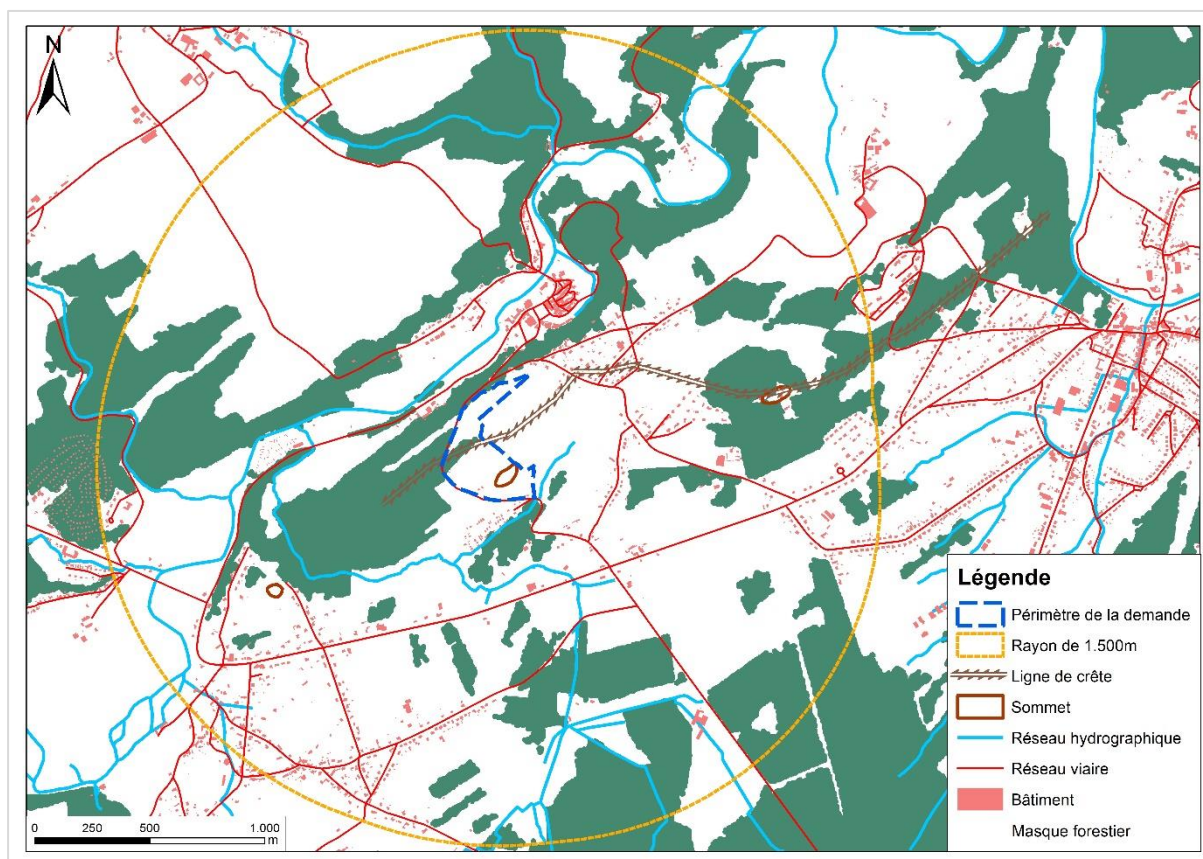 N
Légende
Périmètre de la demande
Rayon de 1.500m
Ligne de crête
Sommet
Réseau hydrographique
Réseau viaire
Bâtiment
Masque forestier
0 250 500 1.000
m